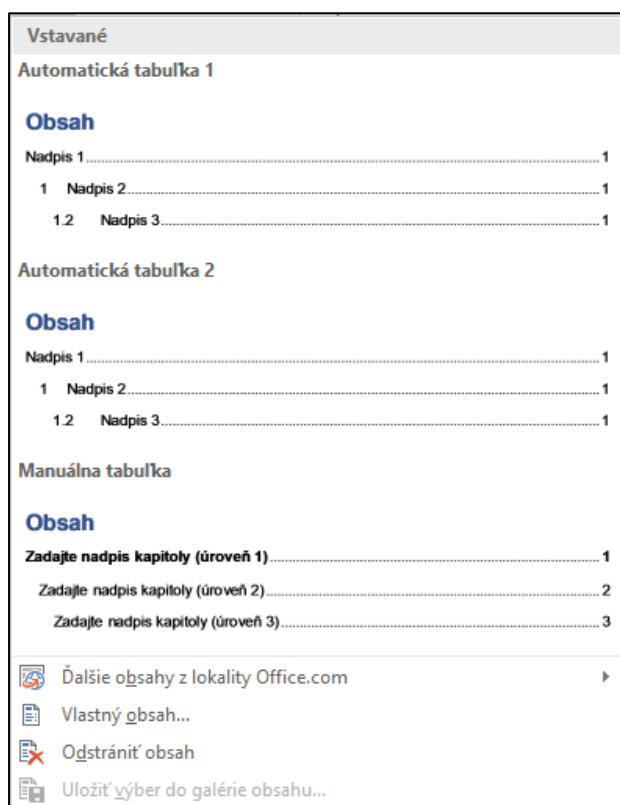 Vstavané
Automatická tabuľka 1
Obsah
Nadpis 1........................................1
1 Nadpis 2........................................1
1.2 Nadpis 3........................................1
Automatická tabuľka 2
Obsah
Nadpis 1........................................1
1 Nadpis 2........................................1
1.2 Nadpis 3........................................1
Manuálna tabuľka
Obsah
Zadajte nadpis kapitoly (úroveň 1)........................................1
Zadajte nadpis kapitoly (úroveň 2)........................................2
Zadajte nadpis kapitoly (úroveň 3)........................................3
Ďalšie obsahy z lokality Office.com
Vlastný obsah...
Odstrániť obsah
Uložiť výber do galérie obsahu...